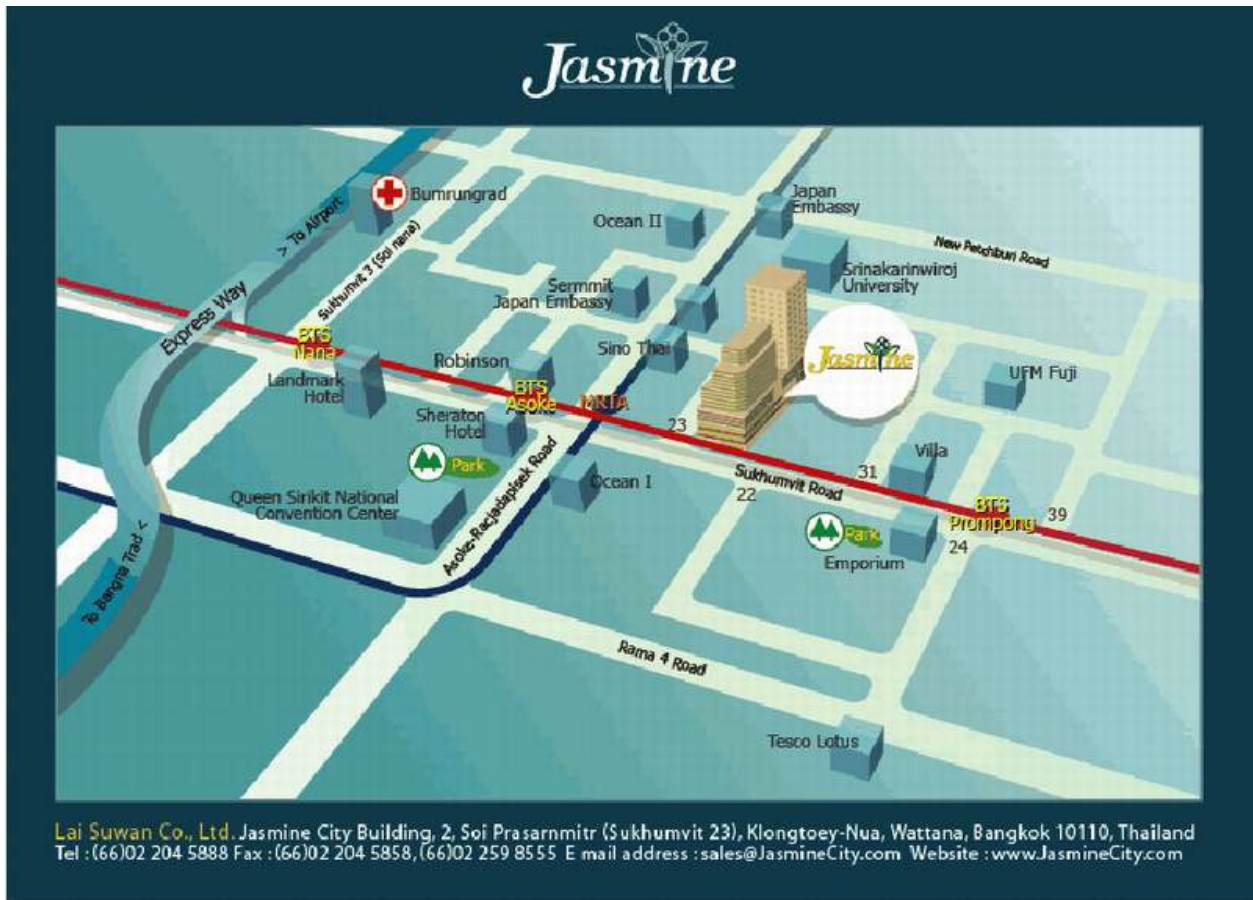 Jasmine
Bumrungrad
> To Airport
Sukhumvit 3 (Soi nana)
Express Way
Ocean II
Japan
Embassy
New Petchburi Road
Srinakarinwiroj
University
Sermmit
Japan Embassy
BTS
Nana
Robinson
Sino Thai
Jasmine
UFM Fuji
Landmark
Hotel
BTS
Asoke
MRTA
Sheraton
Hotel
23
Park
Asoke-Racjadapisek Road
Ocean I
Sukhumvit Road
22
31
Villa
Queen Sirikit National
Convention Center
BTS
Prompong
39
Park
Emporium
24
To Bangna Trad <
Rama 4 Road
Tesco Lotus
Lai Suwan Co., Ltd. Jasmine City Building, 2, Soi Prasarnmitr (Sukhumvit 23), Klongtoey-Nua, Wattana, Bangkok 10110, Thailand
Tel :(66)02 204 5888 Fax :(66)02 204 5858,(66)02 259 8555 E mail address :sales@JasmineCity.com Website :www.JasmineCity.com